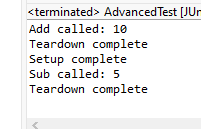 <terminated> AdvancedTest [JUn
Add called: 10
Teardown complete
Setup complete
Sub called: 5
Teardown complete